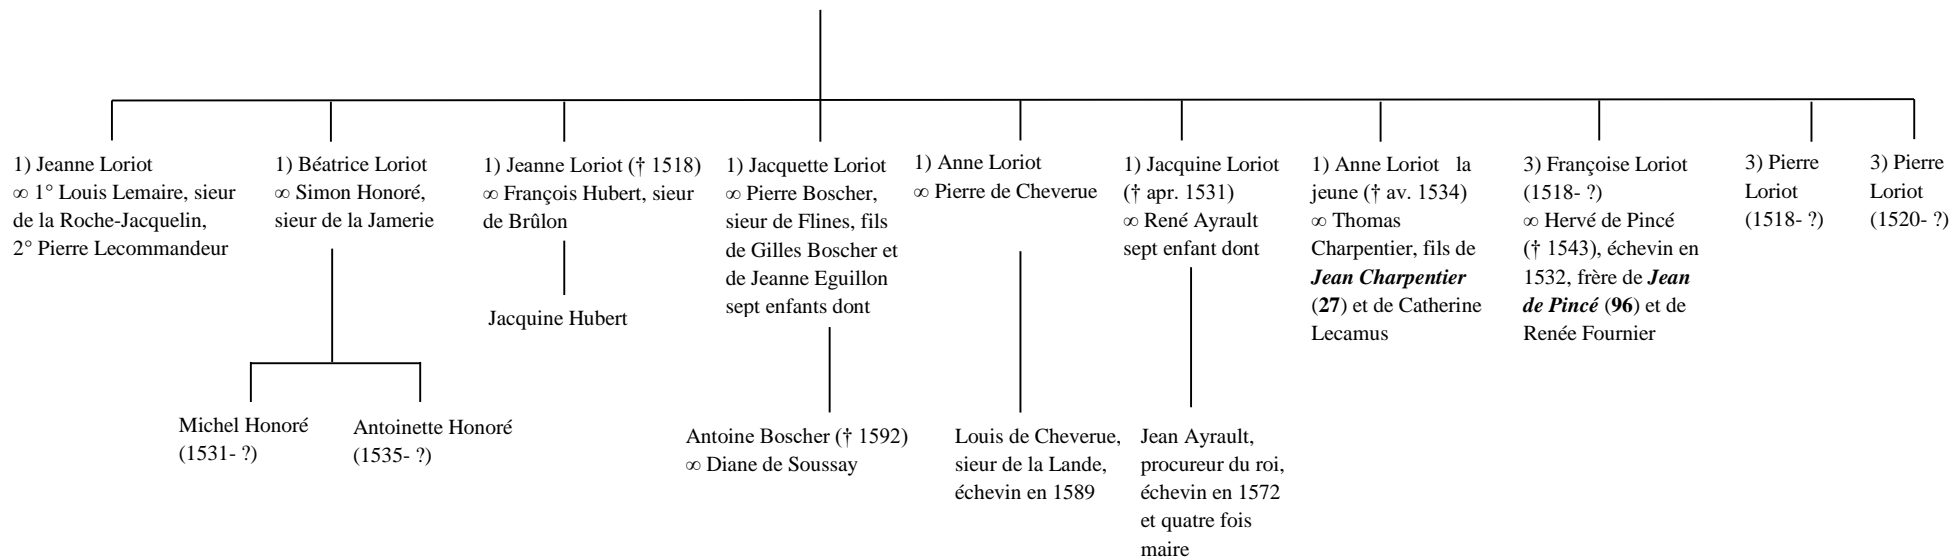 1) Jeanne Loriot
∞ 1° Louis Lemaire, sieur
de la Roche-Jacquelin,
2° Pierre Lecommandeur
1) Béatrice Loriot
∞ Simon Honoré,
sieur de la Jamerie
1) Jeanne Loriot († 1518)
∞ François Hubert, sieur
de Brûlon
1) Jacquette Loriot
∞ Pierre Boscher,
sieur de Flines, fils
de Gilles Boscher et
de Jeanne Eguillon
sept enfants dont
1) Anne Loriot
∞ Pierre de Cheverue
1) Jacquine Loriot
(† apr. 1531)
∞ René Ayrault
sept enfant dont
1) Anne Loriot la
jeune († av. 1534)
∞ Thomas
Charpentier, fils de
Jean Charpentier
(27) et de Catherine
Lecamus
3) Françoise Loriot
(1518- ?)
∞ Hervé de Pincé
(† 1543), échevin en
1532, frère de Jean
de Pincé (96) et de
Renée Fournier
3) Pierre
Loriot
(1518- ?)
3) Pierre
Loriot
(1520- ?)
Jacquine Hubert
Michel Honoré
(1531- ?)
Antoinette Honoré
(1535- ?)
Antoine Boscher († 1592)
∞ Diane de Soussay
Louis de Cheverue,
sieur de la Lande,
échevin en 1589
Jean Ayrault,
procureur du roi,
échevin en 1572
et quatre fois
maire